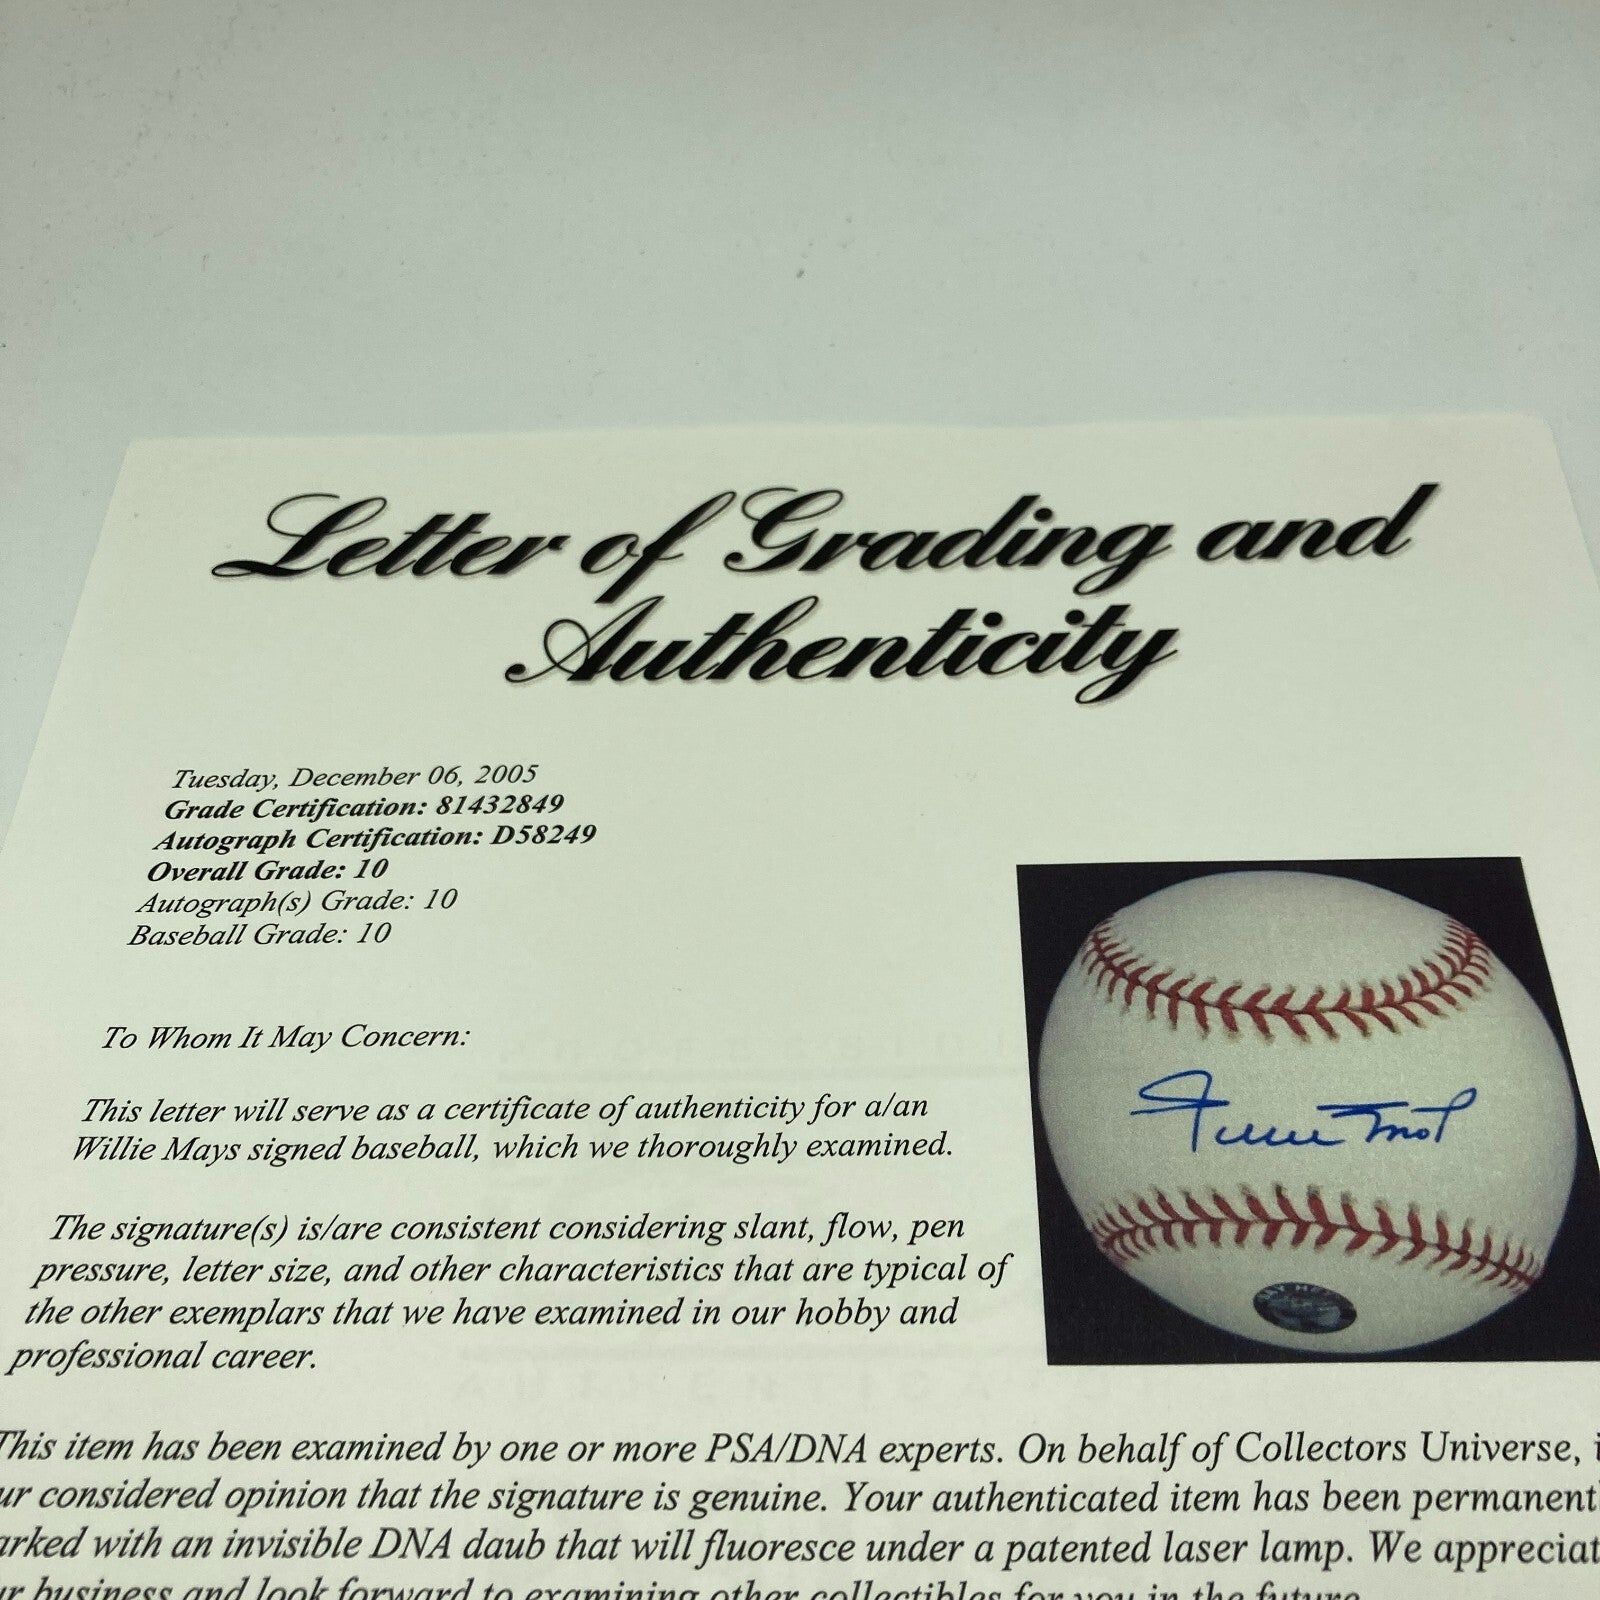 Letter of Grading and
Authenticity
Tuesday, December 06, 2005
Grade Certification: 81432849
Autograph Certification: D58249
Overall Grade: 10
Autograph(s) Grade: 10
Baseball Grade: 10
To Whom It May Concern:
This letter will serve as a certificate of authenticity for a/an
Willie Mays signed baseball, which we thoroughly examined.
The signature(s) is/are consistent considering slant, flow, pen
pressure, letter size, and other characteristics that are typical of
the other exemplars that we have examined in our hobby and
professional career.
Willie Mays
This item has been examined by one or more PSA/DNA experts. On behalf of Collectors Universe, i
ur considered opinion that the signature is genuine. Your authenticated item has been permanentl
arked with an invisible DNA daub that will fluoresce under a patented laser lamp. We appreciat
ur business and look forward to examining other collectibles for you in the future.